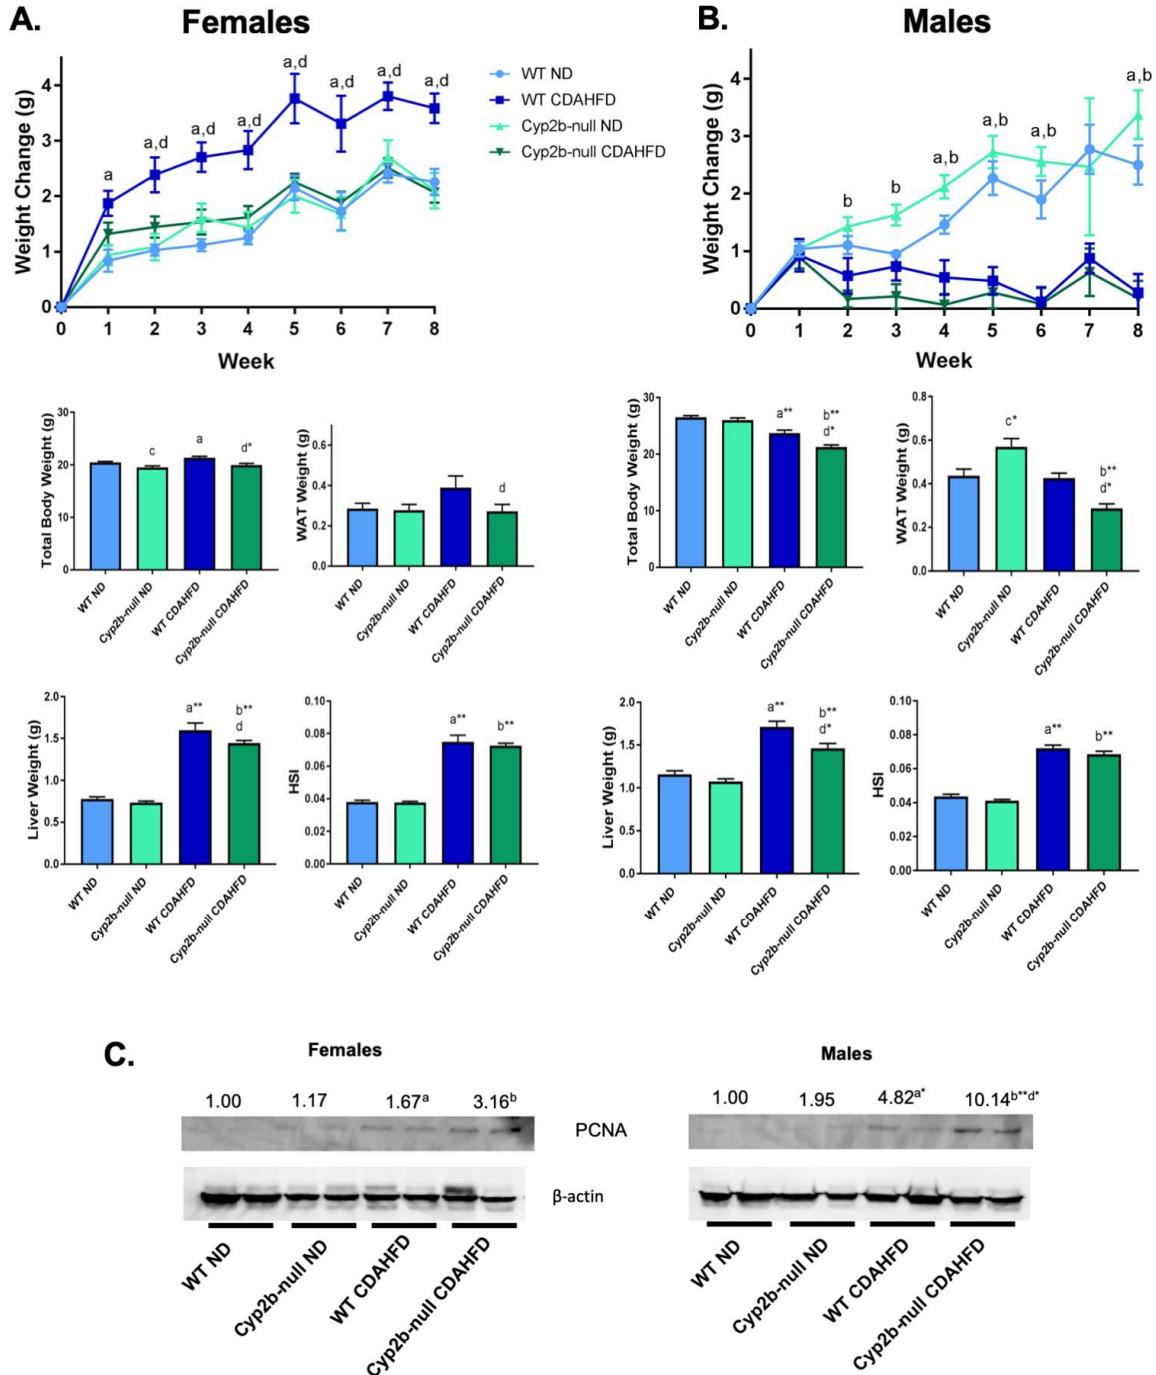 A.
Females
Weight Change (g)
4
3
2
1
0
a
a,d
a,d
a,d
a,d
a,d
a,d
a,d
0 1 2 3 4 5 6 7 8
Week
WT ND
WT CDAHFD
Cyp2b-null ND
Cyp2b-null CDAHFD
B.
Males
Weight Change (g)
4
3
2
1
0
b
b
a,b
a,b
a,b
a,b
0 1 2 3 4 5 6 7 8
Week
Total Body Weight (g)
30
20
10
0
c
a
d*
WT ND
Cyp2b-null ND
WT CDAHFD
Cyp2b-null CDAHFD
WAT Weight (g)
0.6
0.4
0.2
0.0
d
WT ND
Cyp2b-null ND
WT CDAHFD
Cyp2b-null CDAHFD
Total Body Weight (g)
30
20
10
0
a**
b**
d*
WT ND
Cyp2b-null ND
WT CDAHFD
Cyp2b-null CDAHFD
WAT Weight (g)
0.8
0.6
0.4
0.2
0.0
c*
b**
d*
WT ND
Cyp2b-null ND
WT CDAHFD
Cyp2b-null CDAHFD
Liver Weight (g)
2.0
1.5
1.0
0.5
0.0
a**
b**
d
WT ND
Cyp2b-null ND
WT CDAHFD
Cyp2b-null CDAHFD
HSI
0.10
0.08
0.06
0.04
0.02
0.00
a**
b**
WT ND
Cyp2b-null ND
WT CDAHFD
Cyp2b-null CDAHFD
Liver Weight (g)
2.0
1.5
1.0
0.5
0.0
a**
b**
d*
WT ND
Cyp2b-null ND
WT CDAHFD
Cyp2b-null CDAHFD
HSI
0.10
0.08
0.06
0.04
0.02
0.00
a**
b**
WT ND
Cyp2b-null ND
WT CDAHFD
Cyp2b-null CDAHFD
C.
Females
1.00 1.17 1.67a 3.16b
PCNA
β-actin
WT ND
Cyp2b-null ND
WT CDAHFD
Cyp2b-null CDAHFD
Males
1.00 1.95 4.82a* 10.14b**d*
WT ND
Cyp2b-null ND
WT CDAHFD
Cyp2b-null CDAHFD